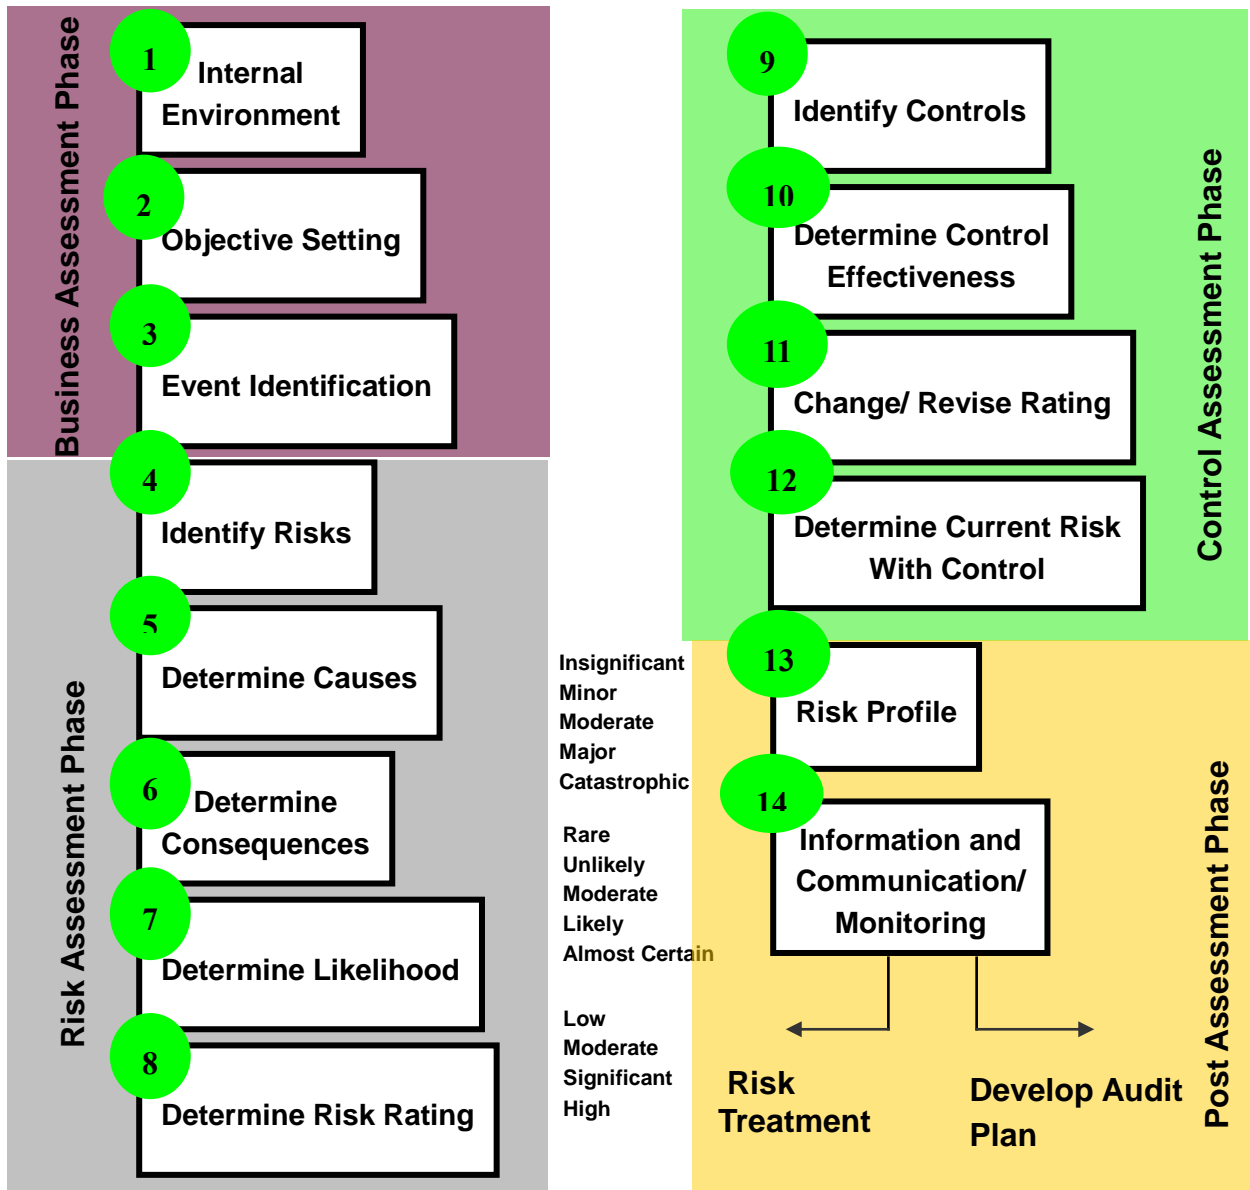 Business Assessment Phase
1
Internal
Environment
2
Objective Setting
3
Event Identification
Risk Assessment Phase
4
Identify Risks
5
Determine Causes
6
Determine
Consequences
7
Determine Likelihood
8
Determine Risk Rating
Insignificant
Minor
Moderate
Major
Catastrophic
Rare
Unlikely
Moderate
Likely
Almost Certain
Low
Moderate
Significant
High
Control Assessment Phase
9
Identify Controls
10
Determine Control
Effectiveness
11
Change/ Revise Rating
12
Determine Current Risk
With Control
Post Assessment Phase
13
Risk Profile
14
Information and
Communication/
Monitoring
Risk
Treatment
Develop Audit
Plan